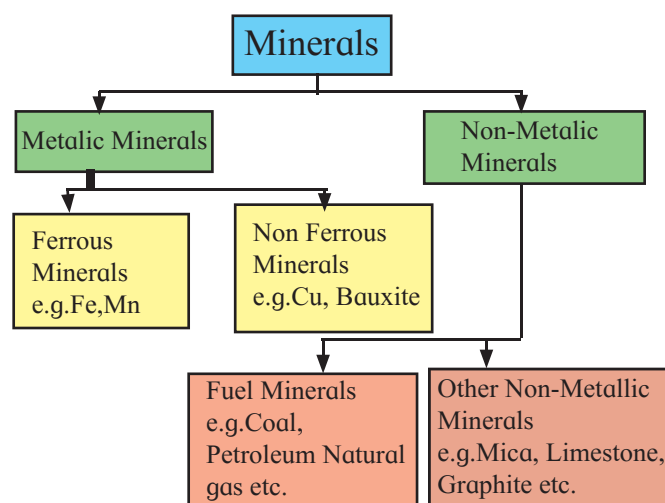 Minerals
Metalic Minerals
Non-Metalic
Minerals
Ferrous
Minerals
e.g.Fe,Mn
Non Ferrous
Minerals
e.g.Cu, Bauxite
Fuel Minerals
e.g.Coal,
Petroleum Natural
gas etc.
Other Non-Metallic
Minerals
e.g.Mica, Limestone,
Graphite etc.